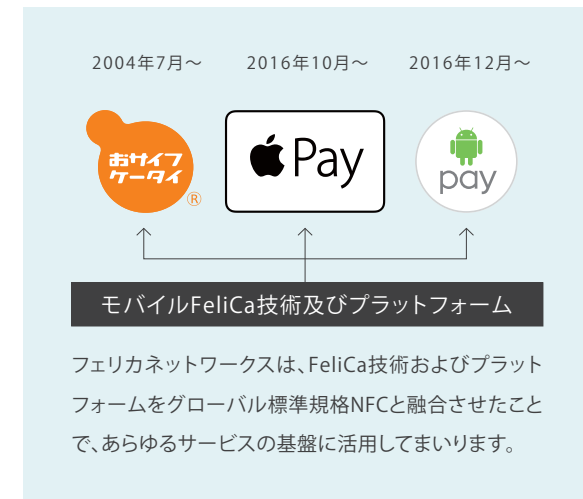 2004年7月～ 2016年10月～ 2016年12月～
おサイフ
ケータイ
®
Pay
pay
モバイルFeliCa技術及びプラットフォーム
フェリカネットワークスは、FeliCa技術およびプラット
フォームをグローバル標準規格NFCと融合させたこと
で、あらゆるサービスの基盤に活用してまいります。